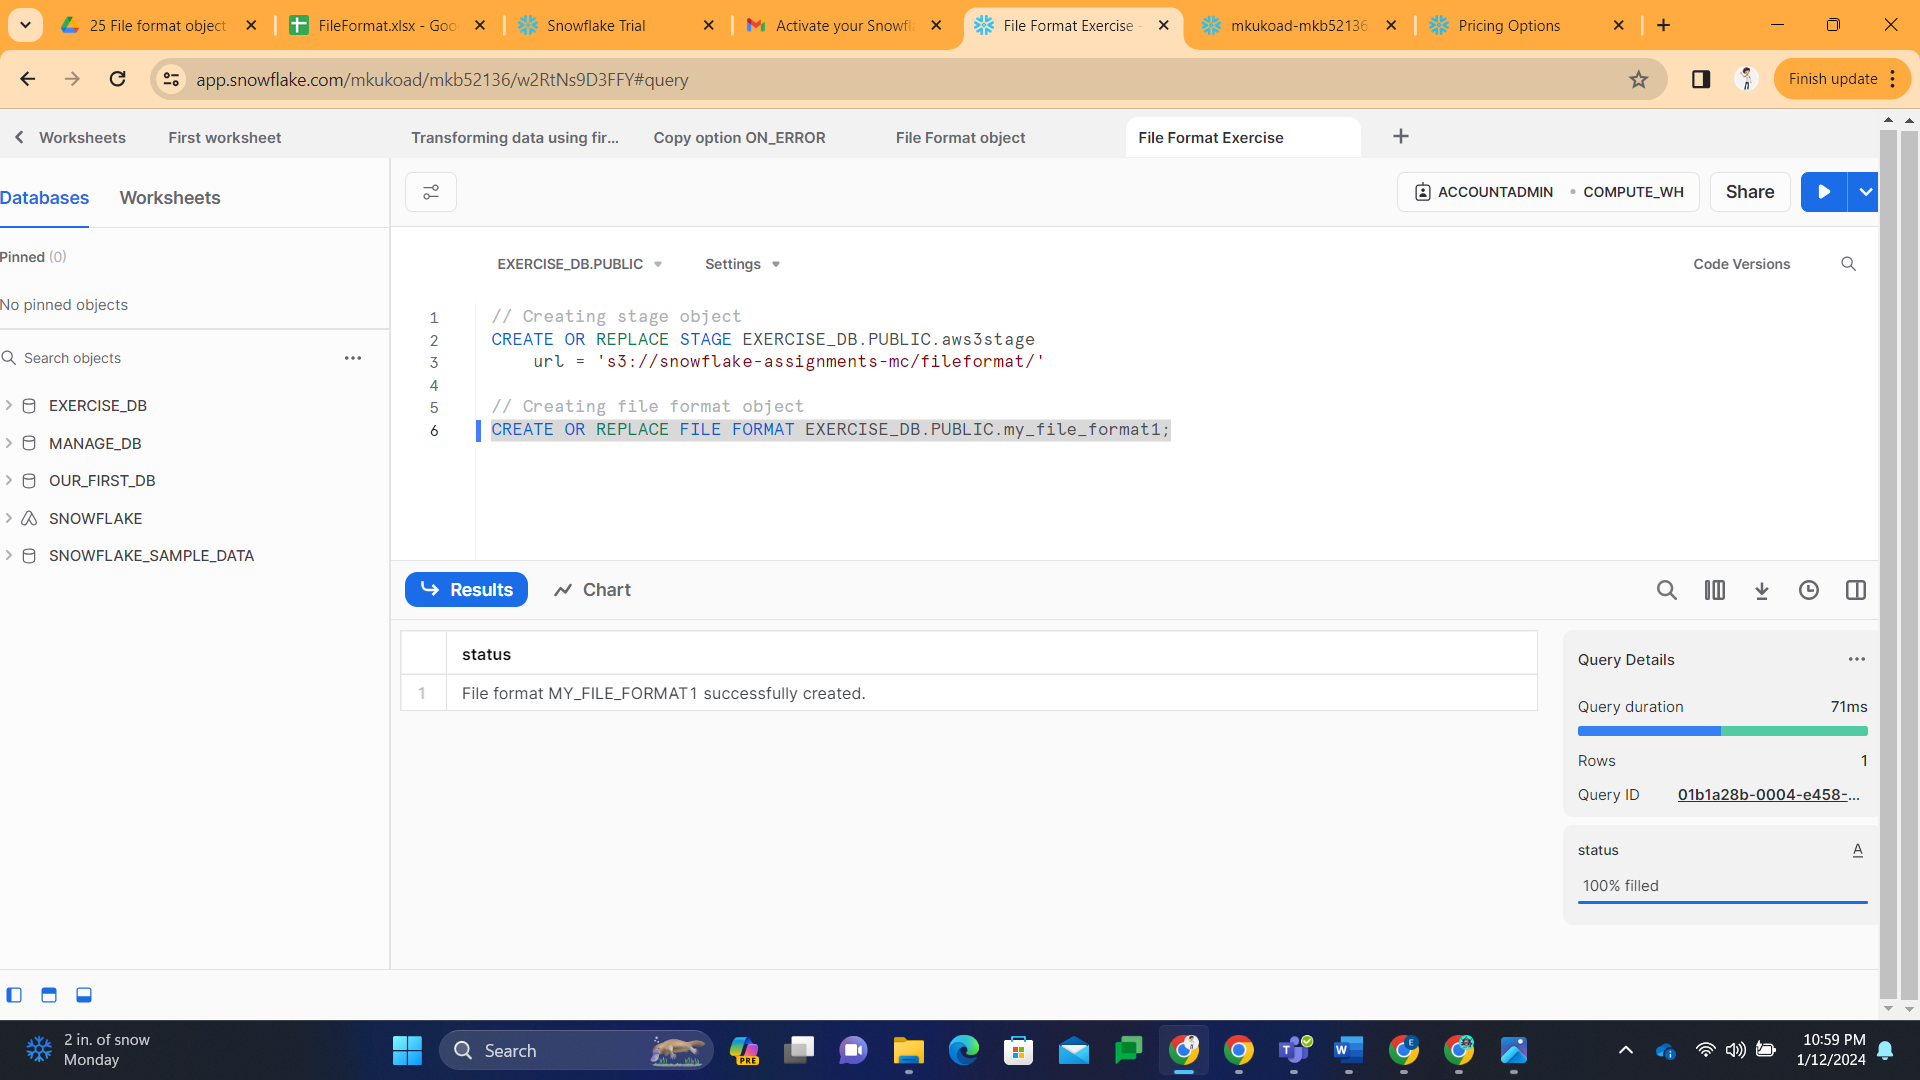 25 File format object
FileFormat.xlsx - Goo
Snowflake Trial
Activate your Snowfl
File Format Exercise -
mkukoad-mkb52136
Pricing Options
app.snowflake.com/mkukoad/mkb52136/w2RtNs9D3FFY#query
Finish update
Worksheets
First worksheet
Transforming data using fir...
Copy option ON_ERROR
File Format object
File Format Exercise
Databases
Worksheets
ACCOUNTADMIN
COMPUTE_WH
Share
Pinned (0)
No pinned objects
Search objects
EXERCISE_DB
MANAGE_DB
OUR_FIRST_DB
SNOWFLAKE
SNOWFLAKE_SAMPLE_DATA
EXERCISE_DB.PUBLIC
Settings
Code Versions
1 // Creating stage object
2 CREATE OR REPLACE STAGE EXERCISE_DB.PUBLIC.aws3stage
3 url = 's3://snowflake-assignments-mc/fileformat/'
4
5 // Creating file format object
6 CREATE OR REPLACE FILE FORMAT EXERCISE_DB.PUBLIC.my_file_format1;
Results
Chart
status
1 File format MY_FILE_FORMAT1 successfully created.
Query Details
Query duration 71ms
Rows 1
Query ID 01b1a28b-0004-e458-...
status A
100% filled
2 in. of snow
Monday
Search
PRE
10:59 PM
1/12/2024